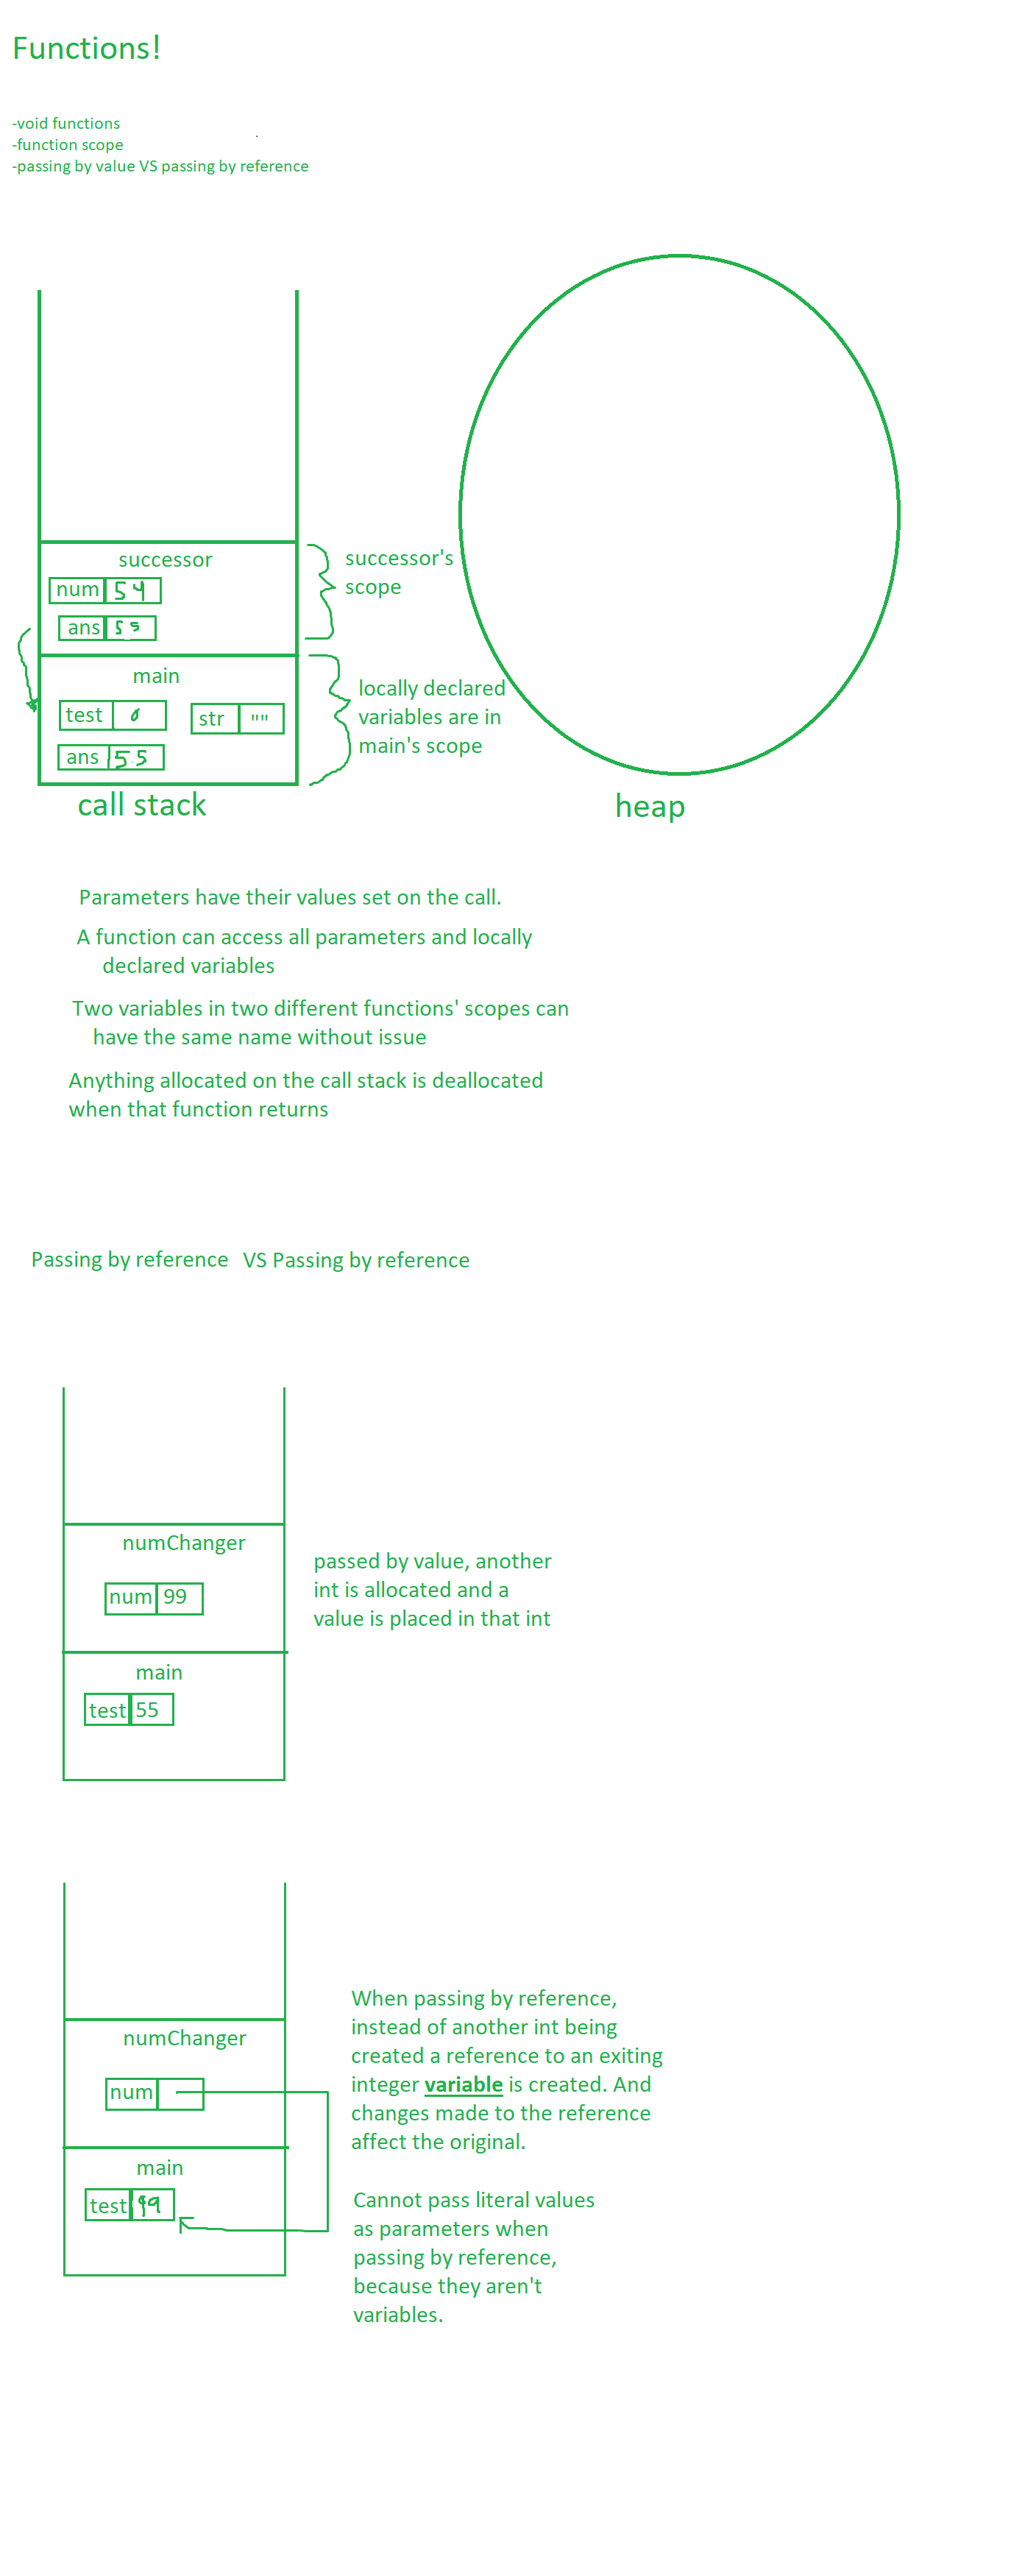 Functions!
-void functions
-function scope
-passing by value VS passing by reference
successor
num 54
ans 55
successor's
scope
main
test 0
str ""
ans 55
locally declared
variables are in
main's scope
call stack
heap
Parameters have their values set on the call.
A function can access all parameters and locally
declared variables
Two variables in two different functions' scopes can
have the same name without issue
Anything allocated on the call stack is deallocated
when that function returns
Passing by reference VS Passing by reference
numChanger
num 99
passed by value, another
int is allocated and a
value is placed in that int
main
test 55
numChanger
num
main
test 99
When passing by reference,
instead of another int being
created a reference to an exiting
integer variable is created. And
changes made to the reference
affect the original.
Cannot pass literal values
as parameters when
passing by reference,
because they aren't
variables.